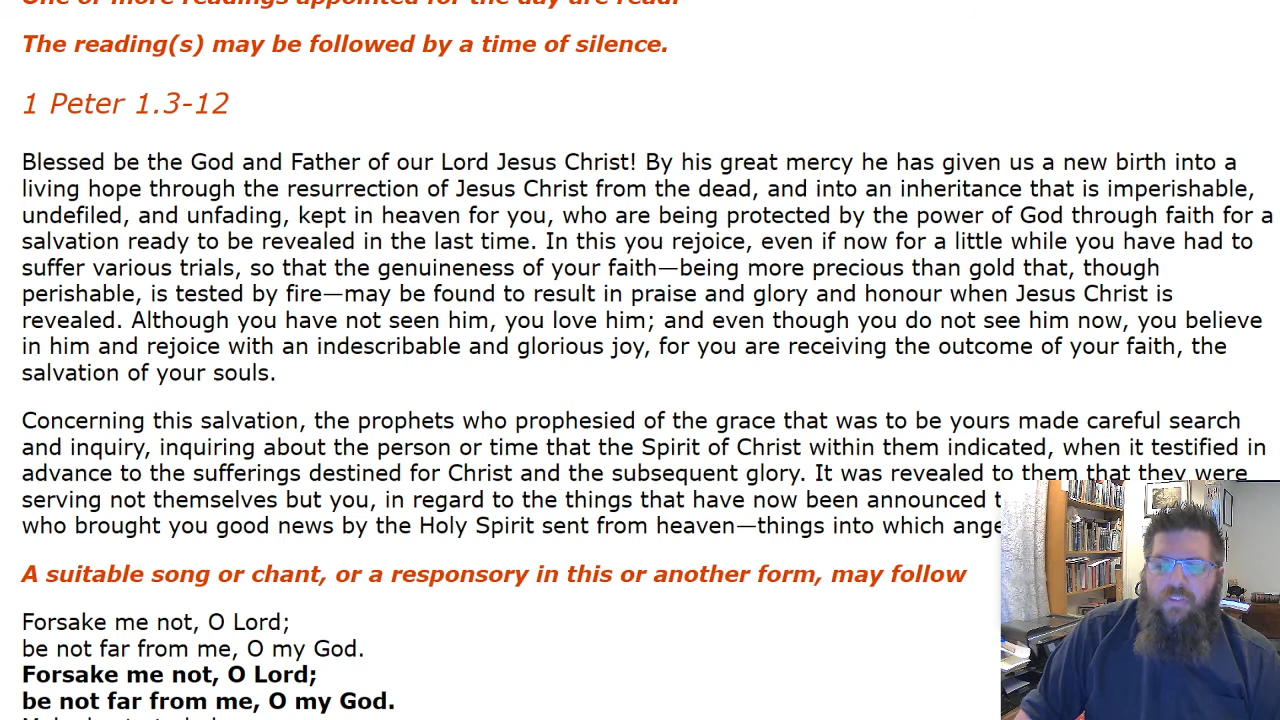 One or more readings appointed for the day are read.
The reading(s) may be followed by a time of silence.
1 Peter 1.3-12
Blessed be the God and Father of our Lord Jesus Christ! By his great mercy he has given us a new birth into a
living hope through the resurrection of Jesus Christ from the dead, and into an inheritance that is imperishable,
undefiled, and unfading, kept in heaven for you, who are being protected by the power of God through faith for a
salvation ready to be revealed in the last time. In this you rejoice, even if now for a little while you have had to
suffer various trials, so that the genuineness of your faith—being more precious than gold that, though
perishable, is tested by fire—may be found to result in praise and glory and honour when Jesus Christ is
revealed. Although you have not seen him, you love him; and even though you do not see him now, you believe
in him and rejoice with an indescribable and glorious joy, for you are receiving the outcome of your faith, the
salvation of your souls.
Concerning this salvation, the prophets who prophesied of the grace that was to be yours made careful search
and inquiry, inquiring about the person or time that the Spirit of Christ within them indicated, when it testified in
advance to the sufferings destined for Christ and the subsequent glory. It was revealed to them that they were
serving not themselves but you, in regard to the things that have now been announced
who brought you good news by the Holy Spirit sent from heaven—things into which
A suitable song or chant, or a responsory in this or another form, may follow
Forsake me not, O Lord;
be not far from me, O my God.
Forsake me not, O Lord;
be not far from me, O my God.